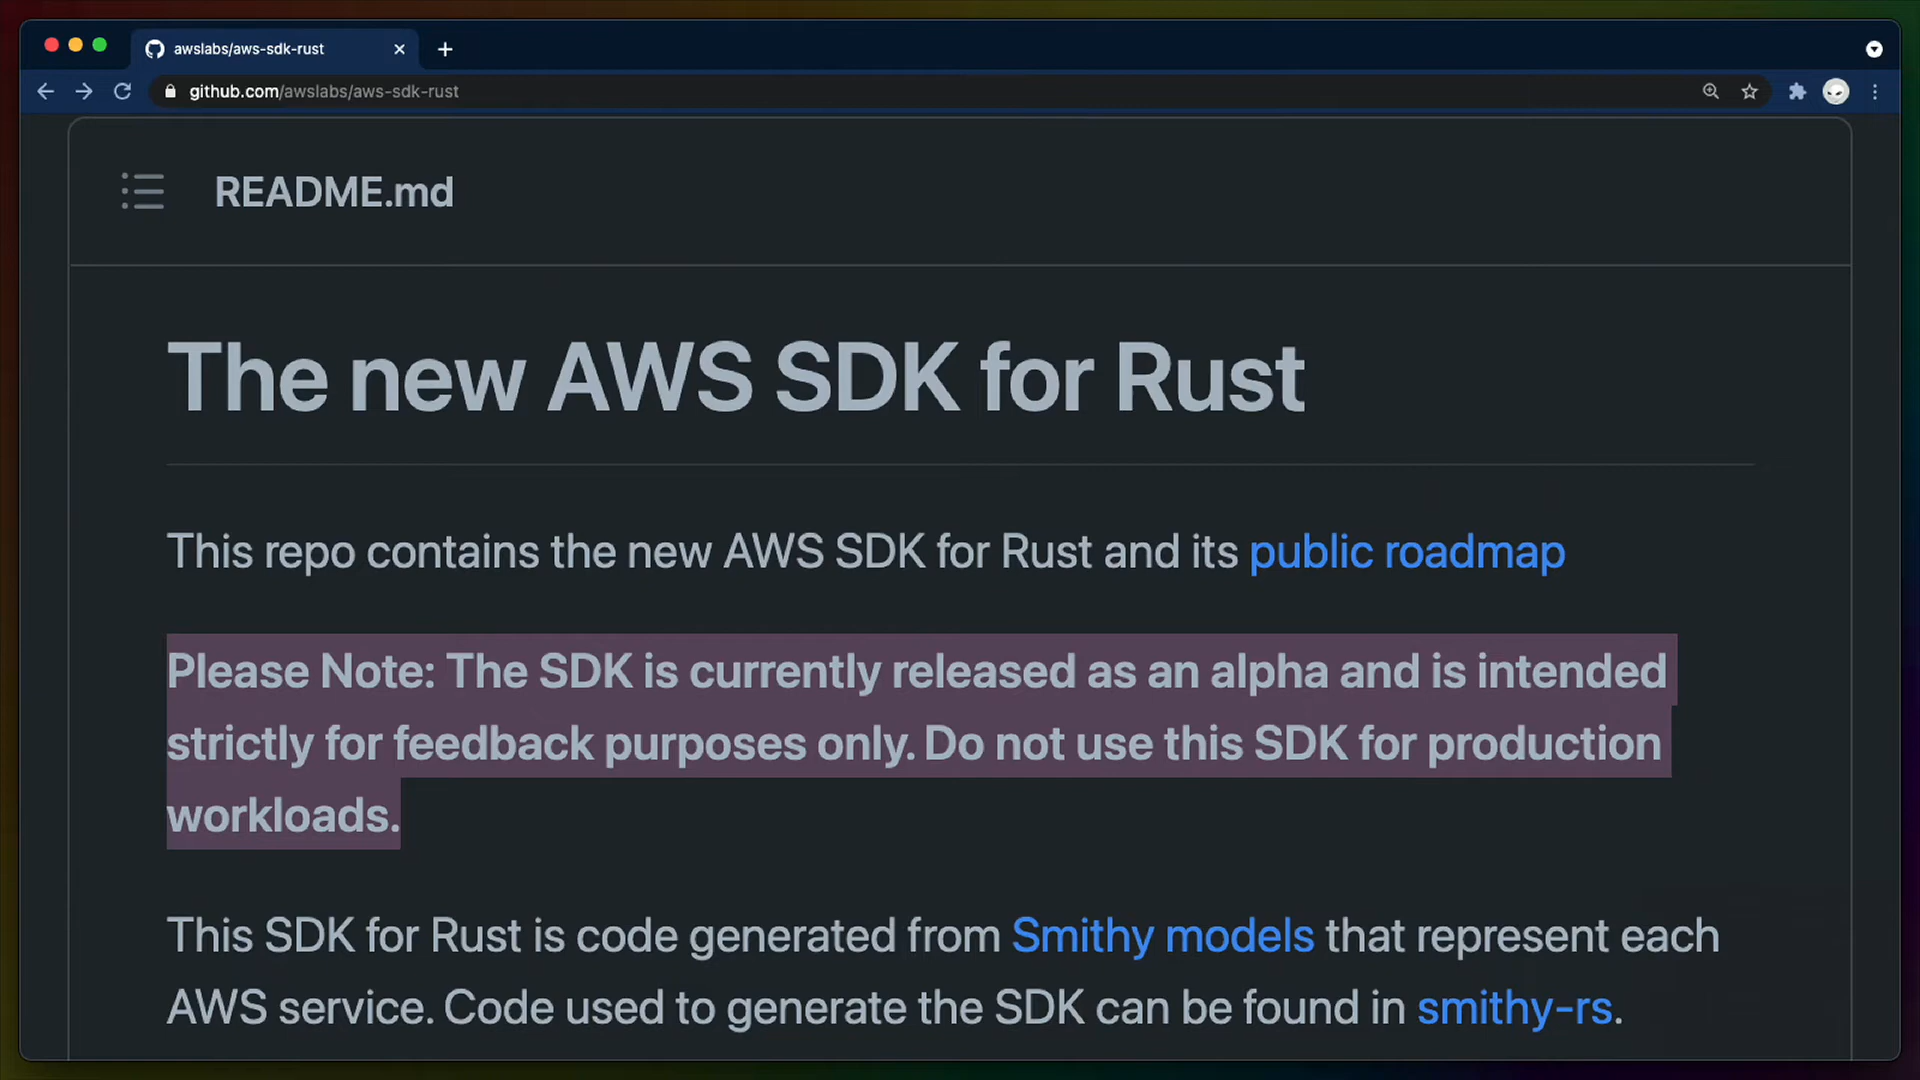 awslabs/aws-sdk-rust
github.com/awslabs/aws-sdk-rust
README.md
The new AWS SDK for Rust
This repo contains the new AWS SDK for Rust and its public roadmap
Please Note: The SDK is currently released as an alpha and is intended
strictly for feedback purposes only. Do not use this SDK for production
workloads.
This SDK for Rust is code generated from Smithy models that represent each
AWS service. Code used to generate the SDK can be found in smithy-rs.